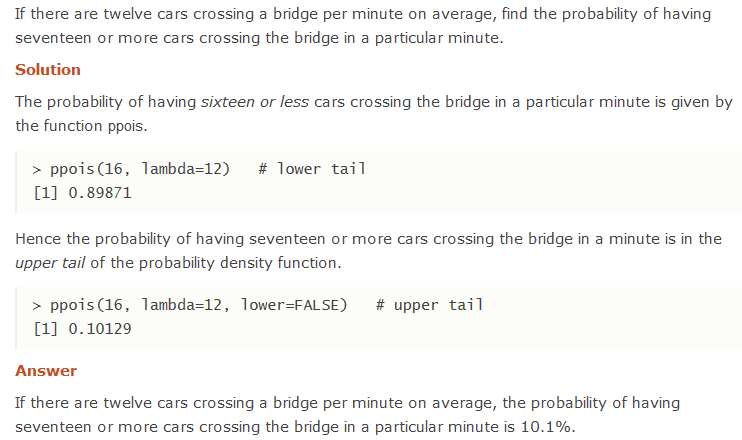 If there are twelve cars crossing a bridge per minute on average, find the probability of having
seventeen or more cars crossing the bridge in a particular minute.
Solution
The probability of having sixteen or less cars crossing the bridge in a particular minute is given by
the function ppois.
> ppois(16, lambda=12)   # lower tail
[1] 0.89871
Hence the probability of having seventeen or more cars crossing the bridge in a minute is in the
upper tail of the probability density function.
> ppois(16, lambda=12, lower=FALSE)   # upper tail
[1] 0.10129
Answer
If there are twelve cars crossing a bridge per minute on average, the probability of having
seventeen or more cars crossing the bridge in a particular minute is 10.1%.